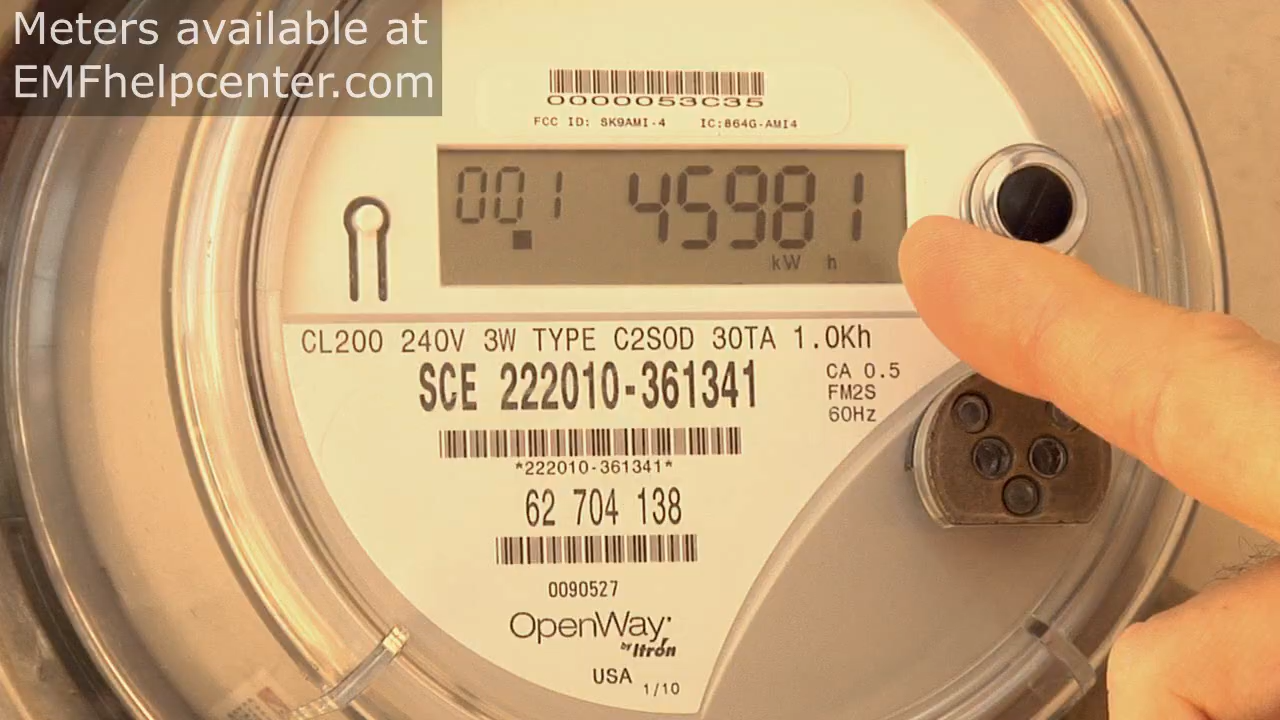 Meters available at
EMFhelpcenter.com
0000053C35
FCC ID: SK9AMI-4 IC:864G-AMI4
001 45981
kW h
CL200 240V 3W TYPE C2SOD 30TA 1.0Kh
SCE 222010-361341
CA 0.5
FM2S
60Hz
*222010-361341*
62 704 138
0090527
OpenWay
by Itrón
USA 1/10